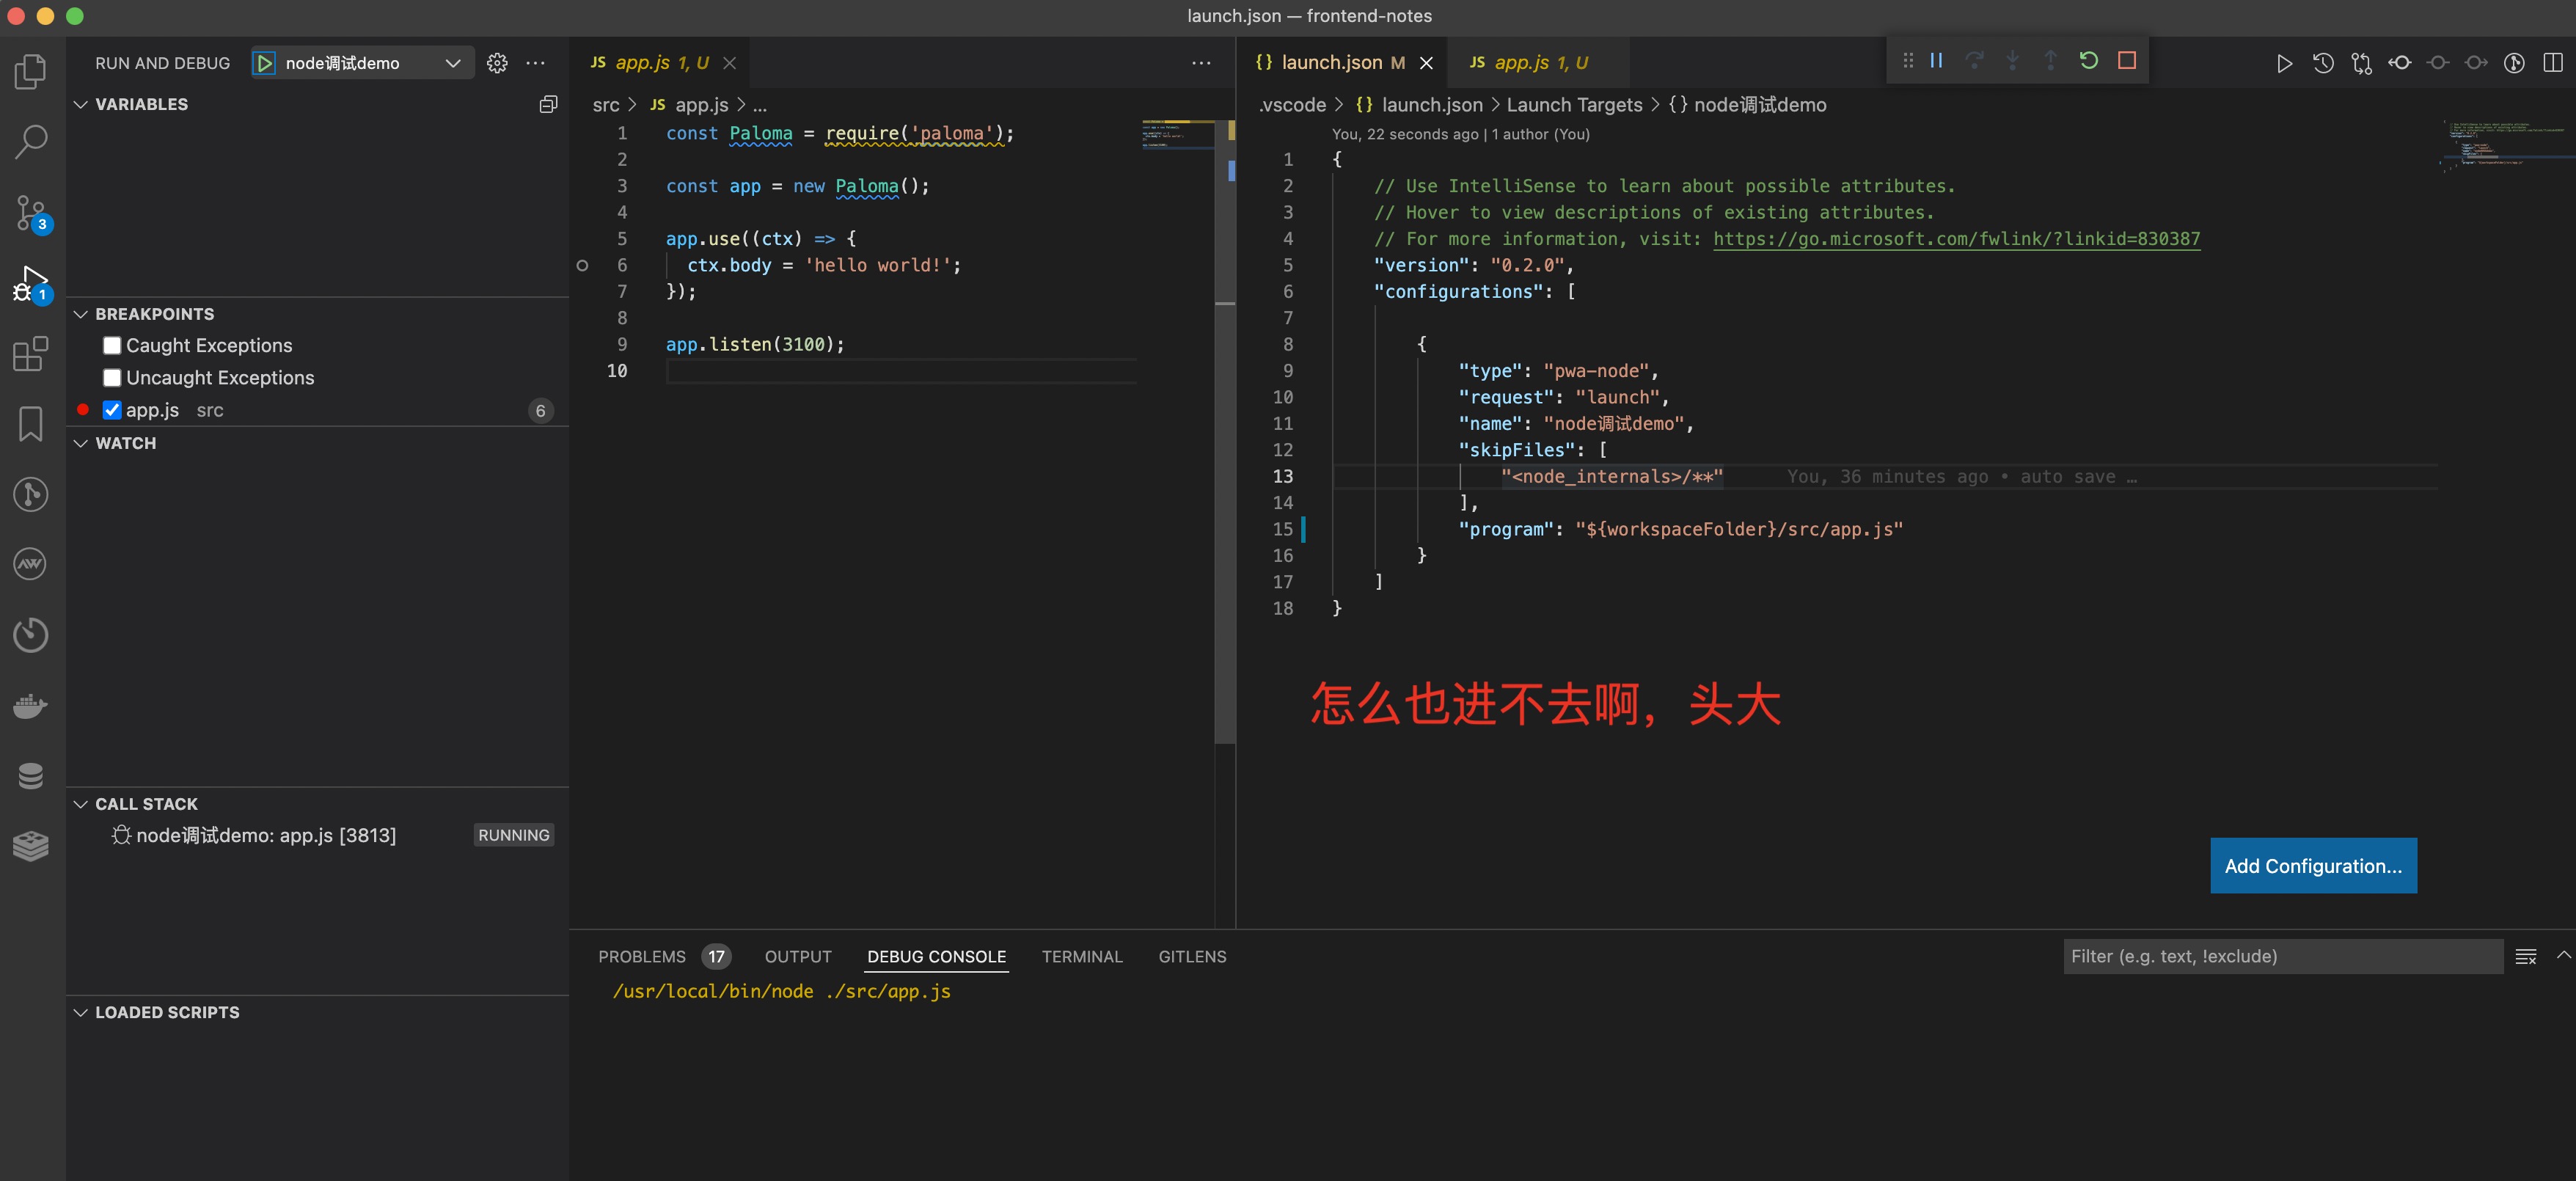 launch.json — frontend-notes
RUN AND DEBUG
node调试demo
VARIABLES
BREAKPOINTS
Caught Exceptions
Uncaught Exceptions
app.js src 6
WATCH
CALL STACK
node调试demo: app.js [3813] RUNNING
LOADED SCRIPTS
3
1
JS app.js 1, U
src > JS app.js > ...
1 const Paloma = require('paloma');
2
3 const app = new Paloma();
4
5 app.use((ctx) => {
6 ctx.body = 'hello world!';
7 });
8
9 app.listen(3100);
10
{} launch.json M
JS app.js 1, U
.vscode > {} launch.json > Launch Targets > {} node调试demo
You, 22 seconds ago | 1 author (You)
1 {
2 // Use IntelliSense to learn about possible attributes.
3 // Hover to view descriptions of existing attributes.
4 // For more information, visit: https://go.microsoft.com/fwlink/?linkid=830387
5 "version": "0.2.0",
6 "configurations": [
7
8 {
9 "type": "pwa-node",
10 "request": "launch",
11 "name": "node调试demo",
12 "skipFiles": [
13 "<node_internals>/**" You, 36 minutes ago • auto save …
14 ],
15 "program": "${workspaceFolder}/src/app.js"
16 }
17 ]
18 }
怎么也进不去啊，头大
Add Configuration...
PROBLEMS 17 OUTPUT DEBUG CONSOLE TERMINAL GITLENS
Filter (e.g. text, !exclude)
/usr/local/bin/node ./src/app.js